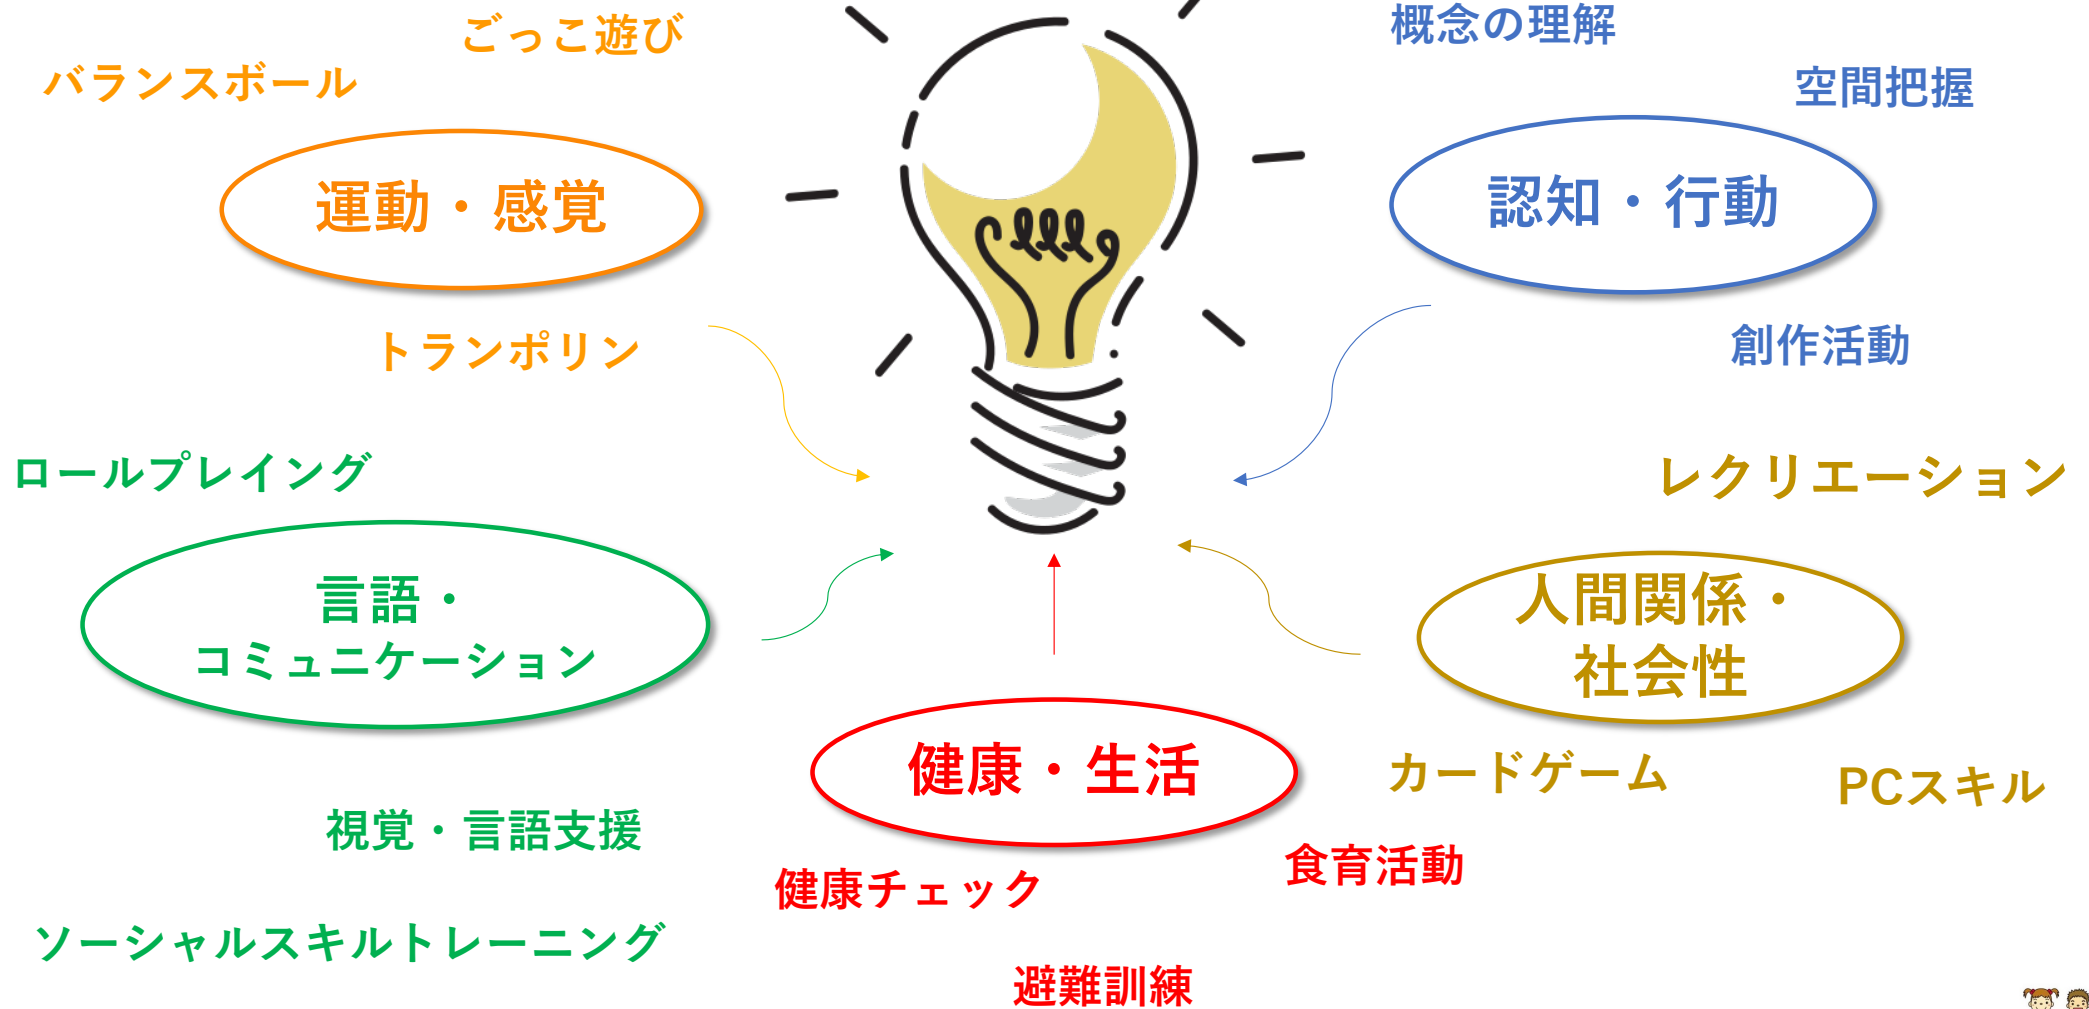 ごっこ遊び
バランスボール
運動・感覚
トランポリン
概念の理解
空間把握
認知・行動
創作活動
ロールプレイング
言語・
コミュニケーション
視覚・言語支援
ソーシャルスキルトレーニング
レクリエーション
人間関係・
社会性
カードゲーム
PCスキル
健康・生活
健康チェック
食育活動
避難訓練